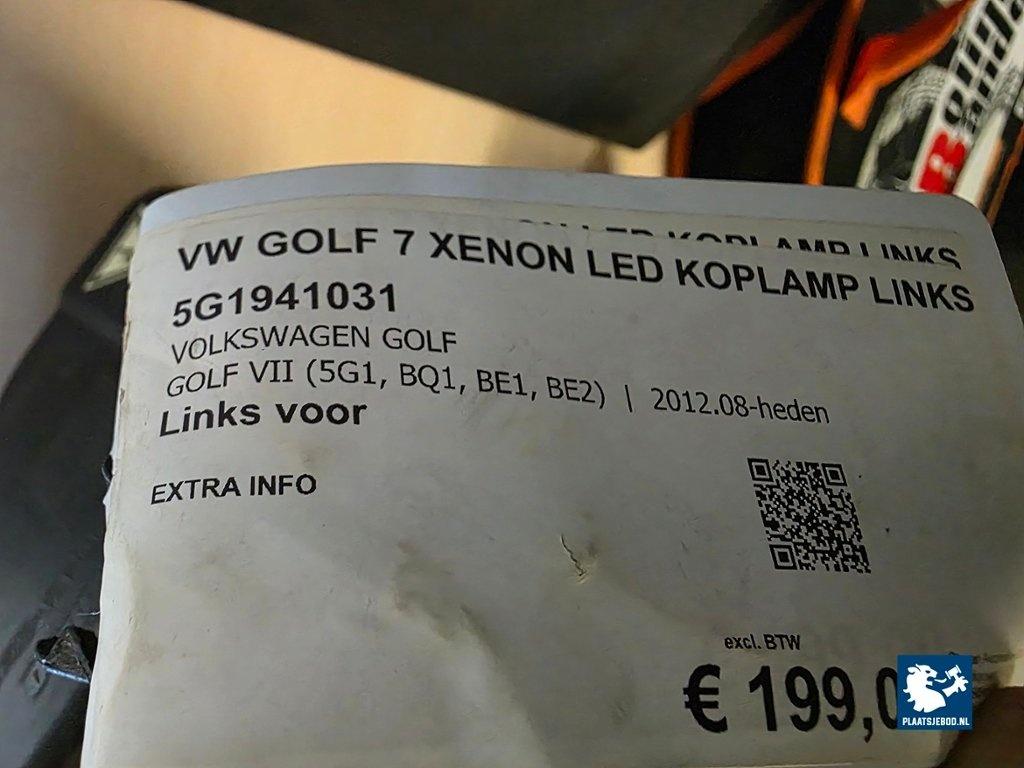 VW GOLF 7 XENON LED KOPLAMP LINKS
5G1941031
VOLKSWAGEN GOLF
GOLF VII (5G1, BQ1, BE1, BE2) | 2012.08-heden
Links voor
EXTRA INFO
excl. BTW
€ 199,0
PLAATSJEBOD.NL